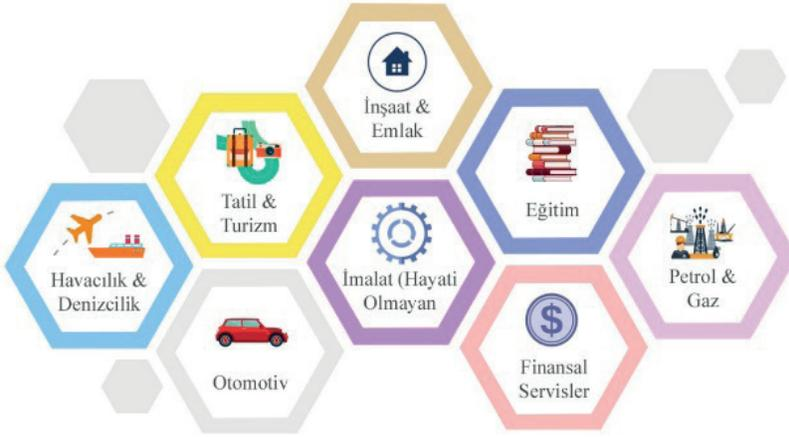 İnşaat &
Emlak
Tatil &
Turizm
Eğitim
Havacılık &
Denizcilik
İmalat (Hayati
Olmayan
Petrol &
Gaz
Otomotiv
$
Finansal
Servisler